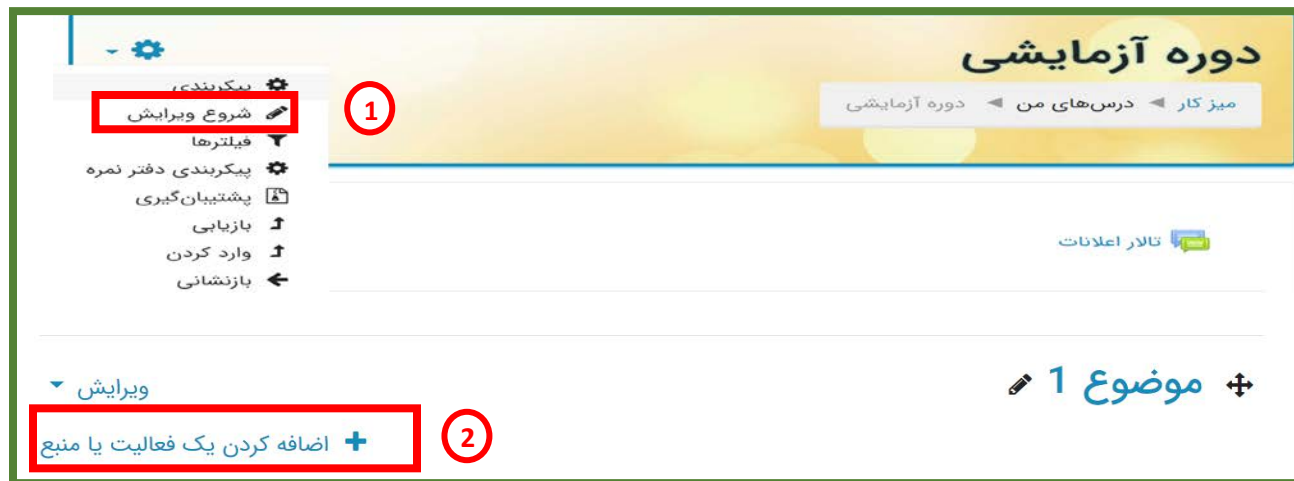 دوره آزمایشی
میز کار ◄ درس‌های من ◄ دوره آزمایشی
پیکربندی
شروع ویرایش
1
فیلترها
پیکربندی دفتر نمره
پشتیبان‌گیری
بازیابی
وارد کردن
بازنشانی
تالار اعلانات
موضوع 1
ویرایش
اضافه کردن یک فعالیت یا منبع
2